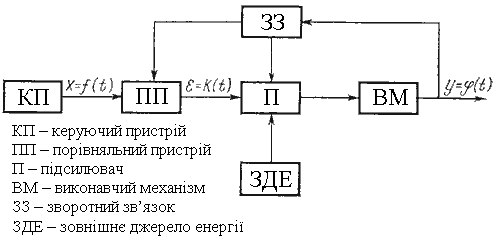 ЗЗ
КП
X=f(t)
ПП
ε=K(t)
П
ВМ
y=φ(t)
ЗДЕ
КП – керуючий пристрій
ПП – порівняльний пристрій
П – підсилювач
ВМ – виконавчий механізм
ЗЗ – зворотний зв’язок
ЗДЕ – зовнішнє джерело енергії